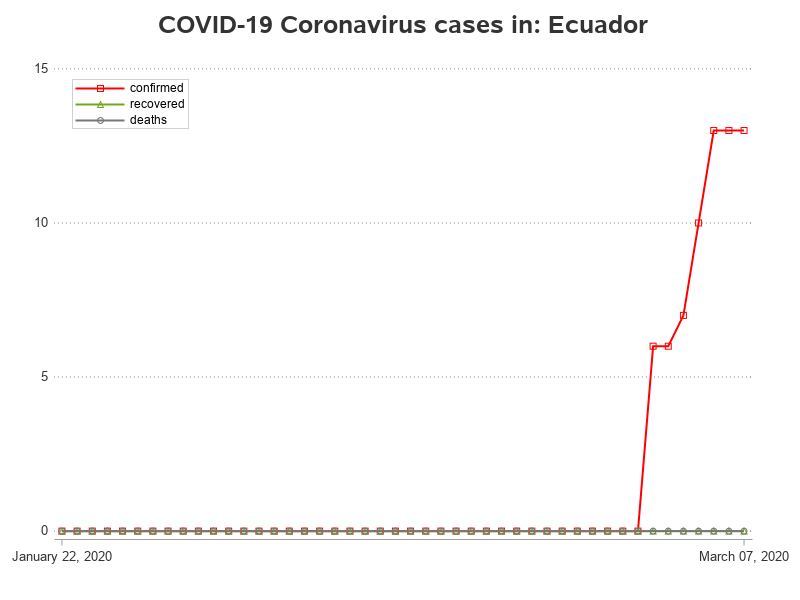 COVID-19 Coronavirus cases in: Ecuador
15
confirmed
recovered
deaths
10
5
0
January 22, 2020
March 07, 2020